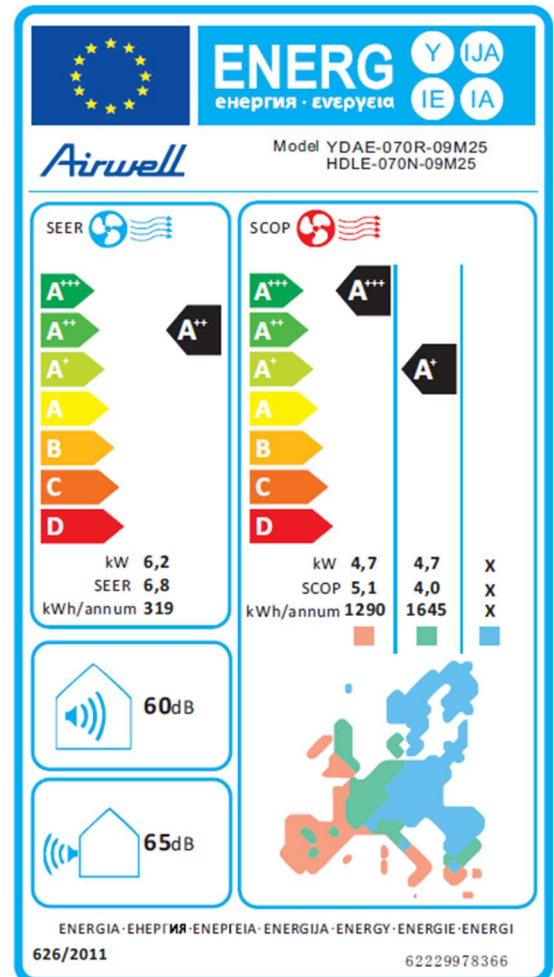 ENERG
енергия · ενεργεια
Y IJA
IE IA
Airwell
Model YDAE-070R-09M25
HDLE-070N-09M25
SEER
A+++
A++
A+
A
B
C
D
A++
kW 6,2
SEER 6,8
kWh/annum 319
SCOP
A+++
A++
A+
A
B
C
D
A+++
A+
kW 4,7 4,7 X
SCOP 5,1 4,0 X
kWh/annum 1290 1645 X
60dB
65dB
ENERGIA·ЕНЕРГИЯ·ΕΝΕΡΓΕΙΑ·ENERGIJA·ENERGY·ENERGIE·ENERGI
626/2011
62229978366